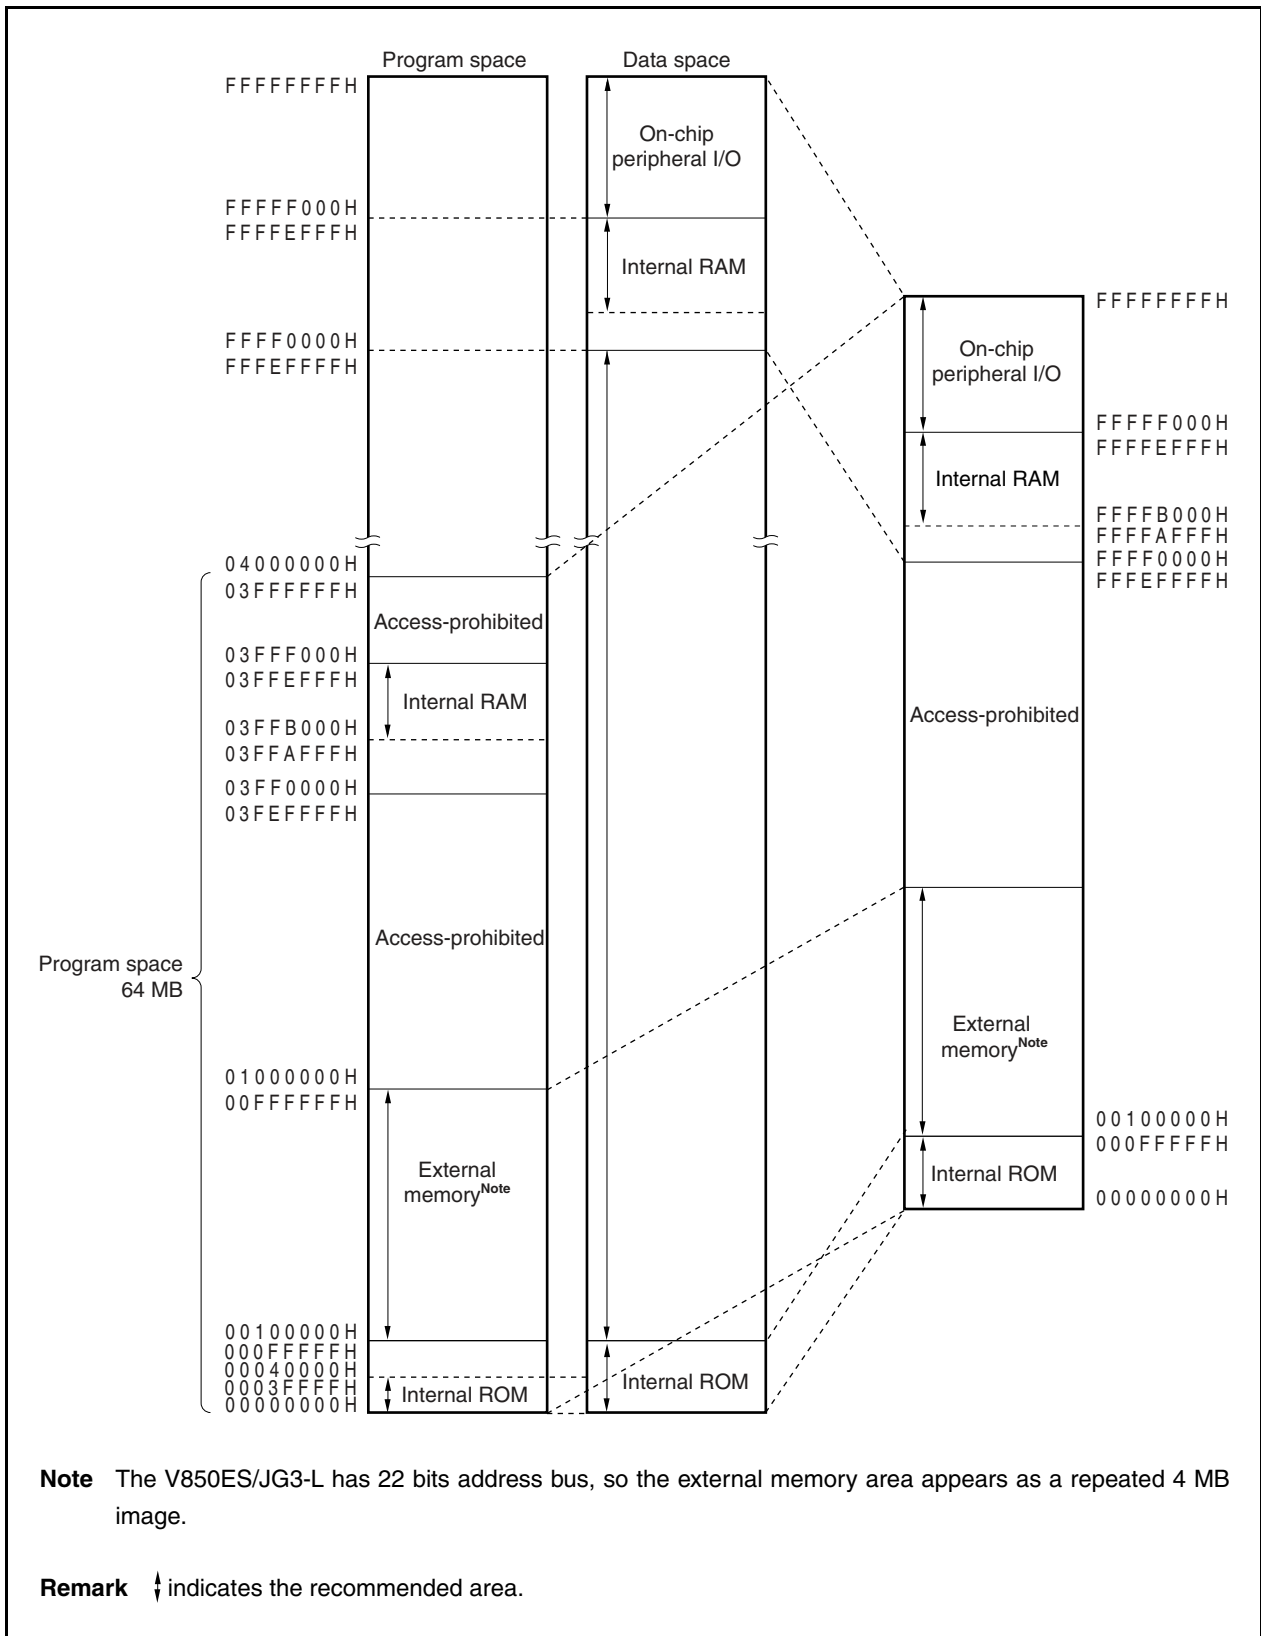 Program space
Data space
FFFFFFFFH
On-chip
peripheral I/O
FFFFF000H
FFFFEFFFH
Internal RAM
FFFF0000H
FFFEFFFFH
04000000H
03FFFFFFH
Access-prohibited
03FFF000H
03FFEFFFH
Internal RAM
03FFB000H
03FFAFFFH
03FF0000H
03FEFFFFH
Access-prohibited
Program space
64 MB
01000000H
00FFFFFFH
External
memoryNote
00100000H
000FFFFFH
00040000H
0003FFFFH
00000000H
Internal ROM
Internal ROM
FFFFFFFFH
On-chip
peripheral I/O
FFFFF000H
FFFFEFFFH
Internal RAM
FFFFB000H
FFFFAFFFH
FFFF0000H
FFFEFFFFH
Access-prohibited
External
memoryNote
00100000H
000FFFFFH
Internal ROM
00000000H
Note The V850ES/JG3-L has 22 bits address bus, so the external memory area appears as a repeated 4 MB
image.
Remark indicates the recommended area.